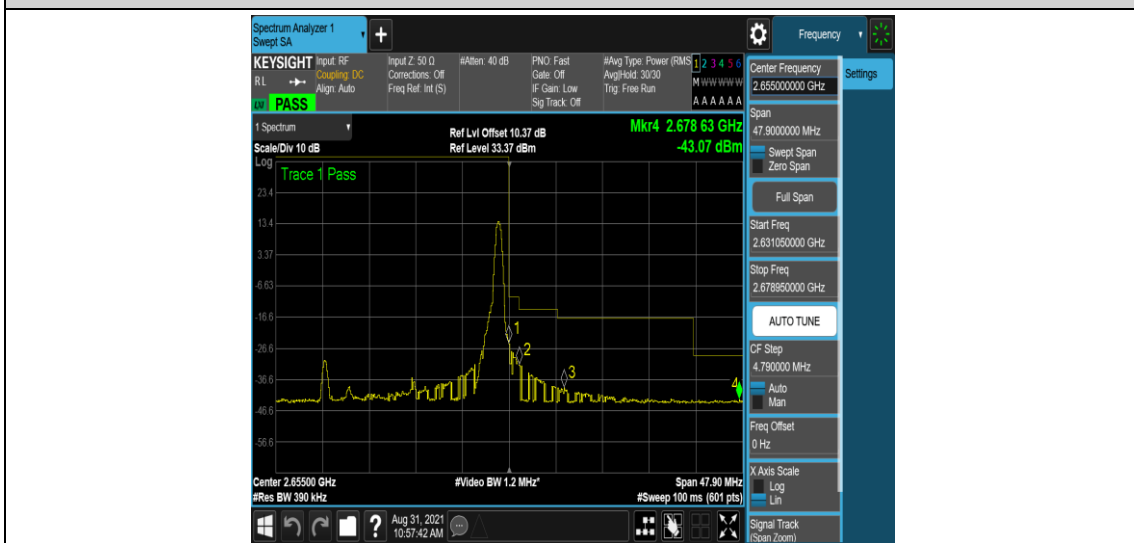 Spectrum Analyzer 1
Swept SA
+
Frequency
KEYSIGHT
RL
LVI PASS
Input: RF
Coupling: DC
Align: Auto
Input Z: 50 Ω
Corrections: Off
Freq Ref: Int (S)
#Atten: 40 dB
PNO: Fast
Gate: Off
IF Gain: Low
Sig Track: Off
#Avg Type: Power (RMS
Avg|Hold: 30/30
Trig: Free Run
1 2 3 4 5 6
M W W W W W
A A A A A A
1 Spectrum
Scale/Div 10 dB
Ref Lvl Offset 10.37 dB
Ref Level 33.37 dBm
Mkr4 2.678 63 GHz
-43.07 dBm
Log
Trace 1 Pass
23.4
13.4
3.37
-6.63
-16.6
-26.6
-36.6
-46.6
-56.6
1
2
3
4
Center 2.65500 GHz
#Res BW 390 kHz
#Video BW 1.2 MHz*
Span 47.90 MHz
#Sweep 100 ms (601 pts)
?
Aug 31, 2021
10:57:42 AM
Center Frequency
2.655000000 GHz
Settings
Span
47.9000000 MHz
Swept Span
Zero Span
Full Span
Start Freq
2.631050000 GHz
Stop Freq
2.678950000 GHz
AUTO TUNE
CF Step
4.790000 MHz
Auto
Man
Freq Offset
0 Hz
X Axis Scale
Log
Lin
Signal Track
(Span Zoom)